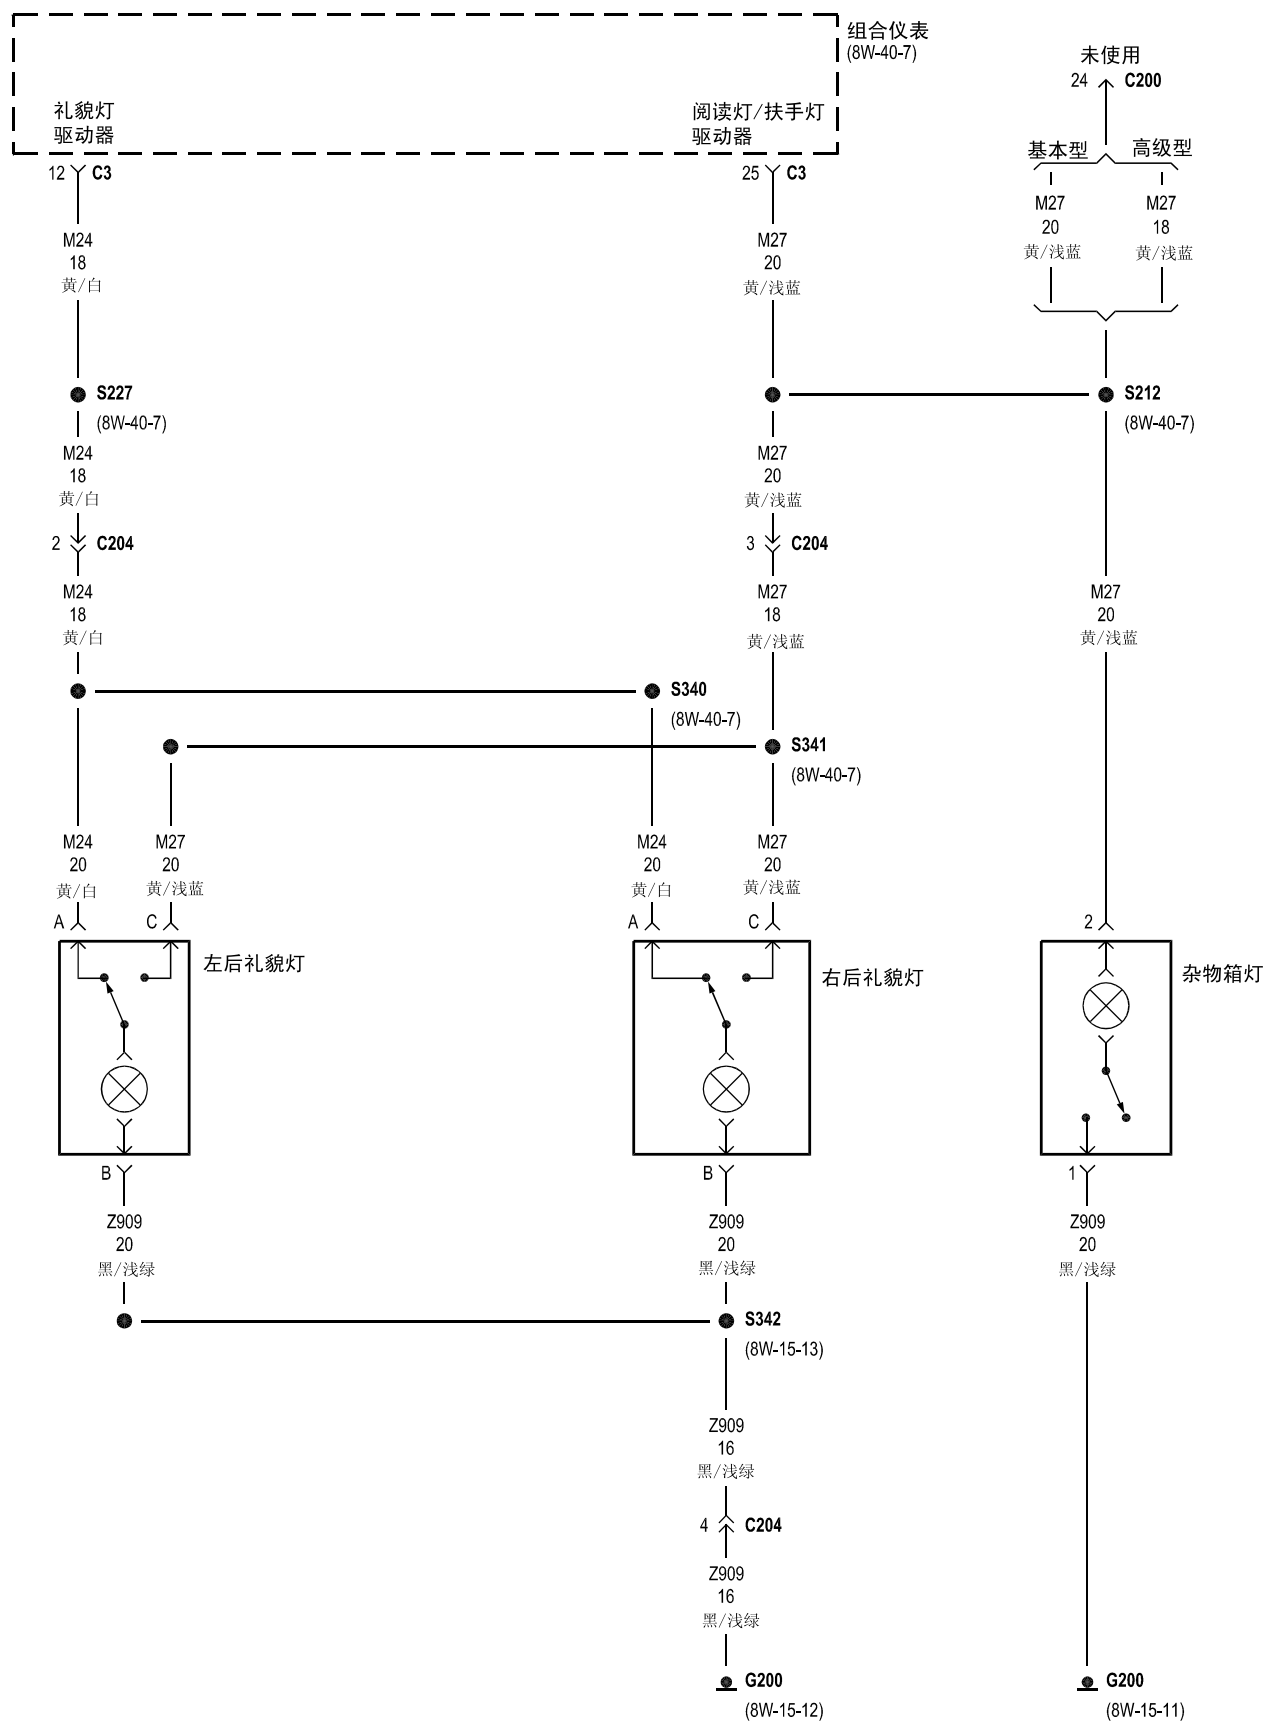 组合仪表
(8W-40-7)
未使用
24 C200
礼貌灯
驱动器
阅读灯/扶手灯
驱动器
基本型
高级型
12 C3
25 C3
M27
20
黄/浅蓝
M27
18
黄/浅蓝
M24
18
黄/白
M27
20
黄/浅蓝
S227
(8W-40-7)
S212
(8W-40-7)
M24
18
黄/白
M27
20
黄/浅蓝
2 C204
3 C204
M24
18
黄/白
M27
18
黄/浅蓝
M27
20
黄/浅蓝
S340
(8W-40-7)
S341
(8W-40-7)
M24
20
黄/白
M27
20
黄/浅蓝
M24
20
黄/白
M27
20
黄/浅蓝
A
C
A
C
2
左后礼貌灯
右后礼貌灯
杂物箱灯
B
B
1
Z909
20
黑/浅绿
Z909
20
黑/浅绿
Z909
20
黑/浅绿
S342
(8W-15-13)
Z909
16
黑/浅绿
4 C204
Z909
16
黑/浅绿
G200
(8W-15-12)
G200
(8W-15-11)